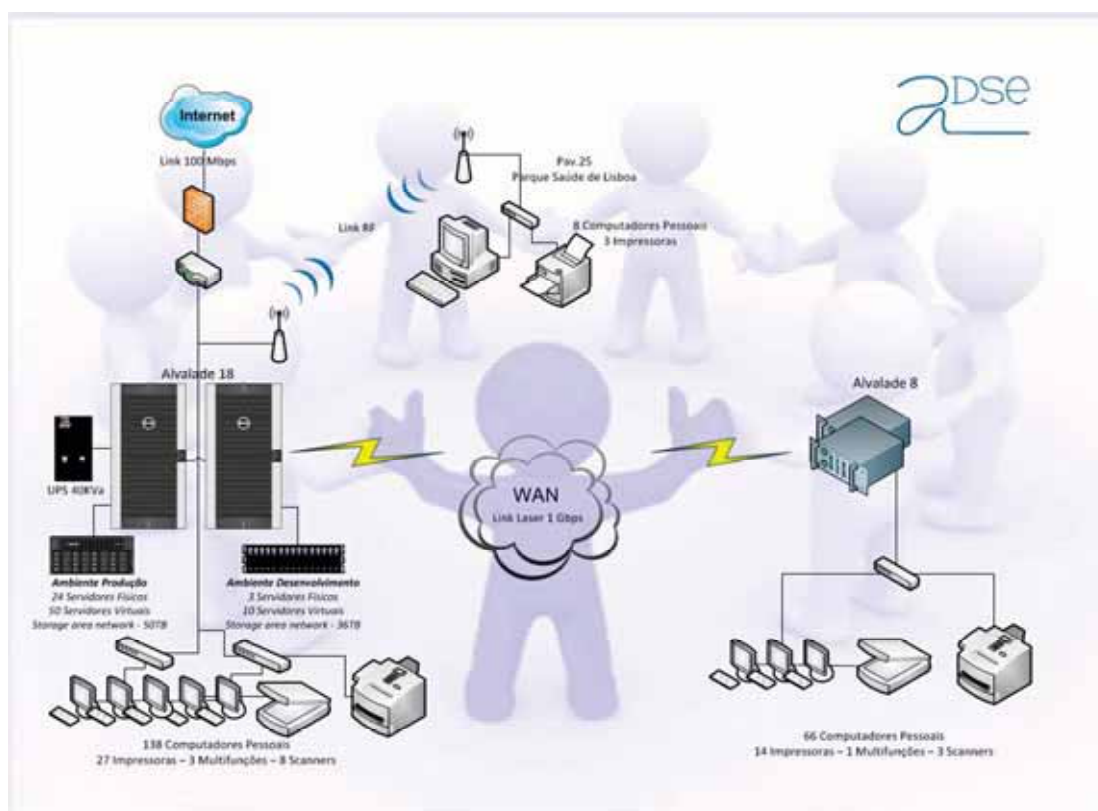 aDSe
Internet
Link 100 Mbps
Pav.25
Parque Saúde de Lisboa
Link RF
8 Computadores Pessoais
3 Impressoras
Alvalade 18
Alvalade 8
UPS 40KVa
WAN
Link Laser 1 Gbps
Ambiente Produção
24 Servidores Físicos
50 Servidores Virtuais
Storage area network - 50TB
Ambiente Desenvolvimento
3 Servidores Físicos
10 Servidores Virtuais
Storage area network - 36TB
138 Computadores Pessoais
27 Impressoras – 3 Multifunções – 8 Scanners
66 Computadores Pessoais
14 Impressoras – 1 Multifunções – 3 Scanners